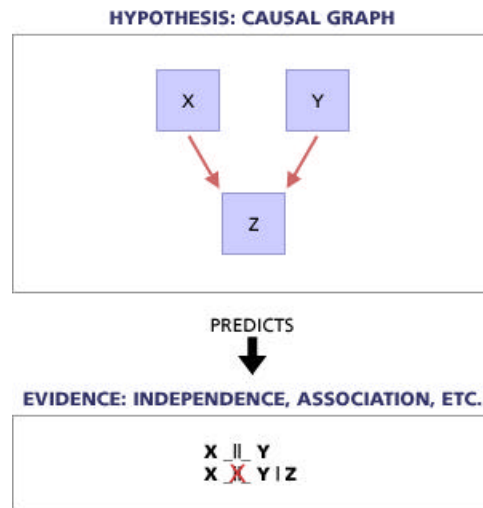 HYPOTHESIS: CAUSAL GRAPH
X Y
Z
PREDICTS
EVIDENCE: INDEPENDENCE, ASSOCIATION, ETC.
X _||_ Y
X _||_ Y | Z